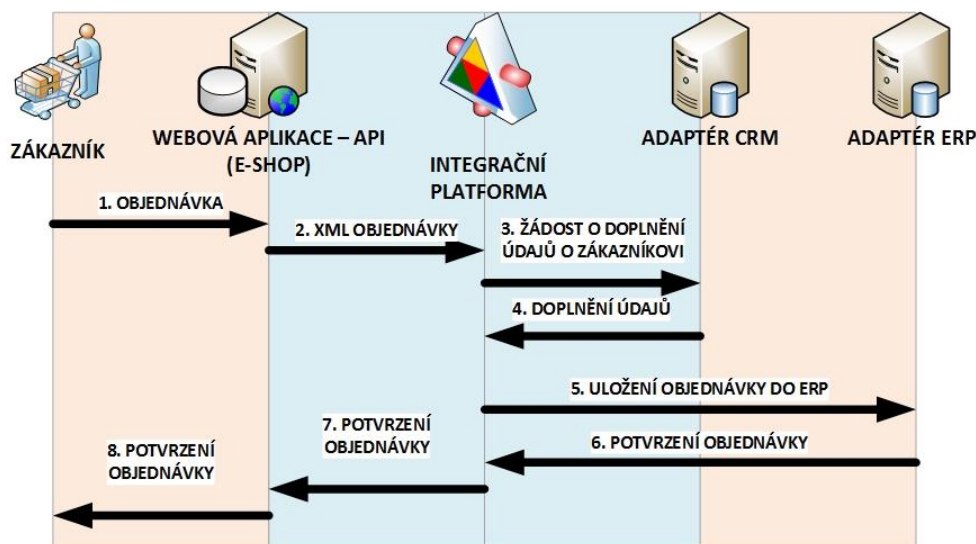 ZÁKAZNÍK
WEBOVÁ APLIKACE – API
(E-SHOP)
INTEGRAČNÍ
PLATFORMA
ADAPTÉR CRM
ADAPTÉR ERP
1. OBJEDNÁVKA
2. XML OBJEDNÁVKY
3. ŽÁDOST O DOPLNĚNÍ
ÚDAJŮ O ZÁKAZNÍKOVI
4. DOPLNĚNÍ ÚDAJŮ
5. ULOŽENÍ OBJEDNÁVKY DO ERP
6. POTVRZENÍ OBJEDNÁVKY
7. POTVRZENÍ
OBJEDNÁVKY
8. POTVRZENÍ
OBJEDNÁVKY